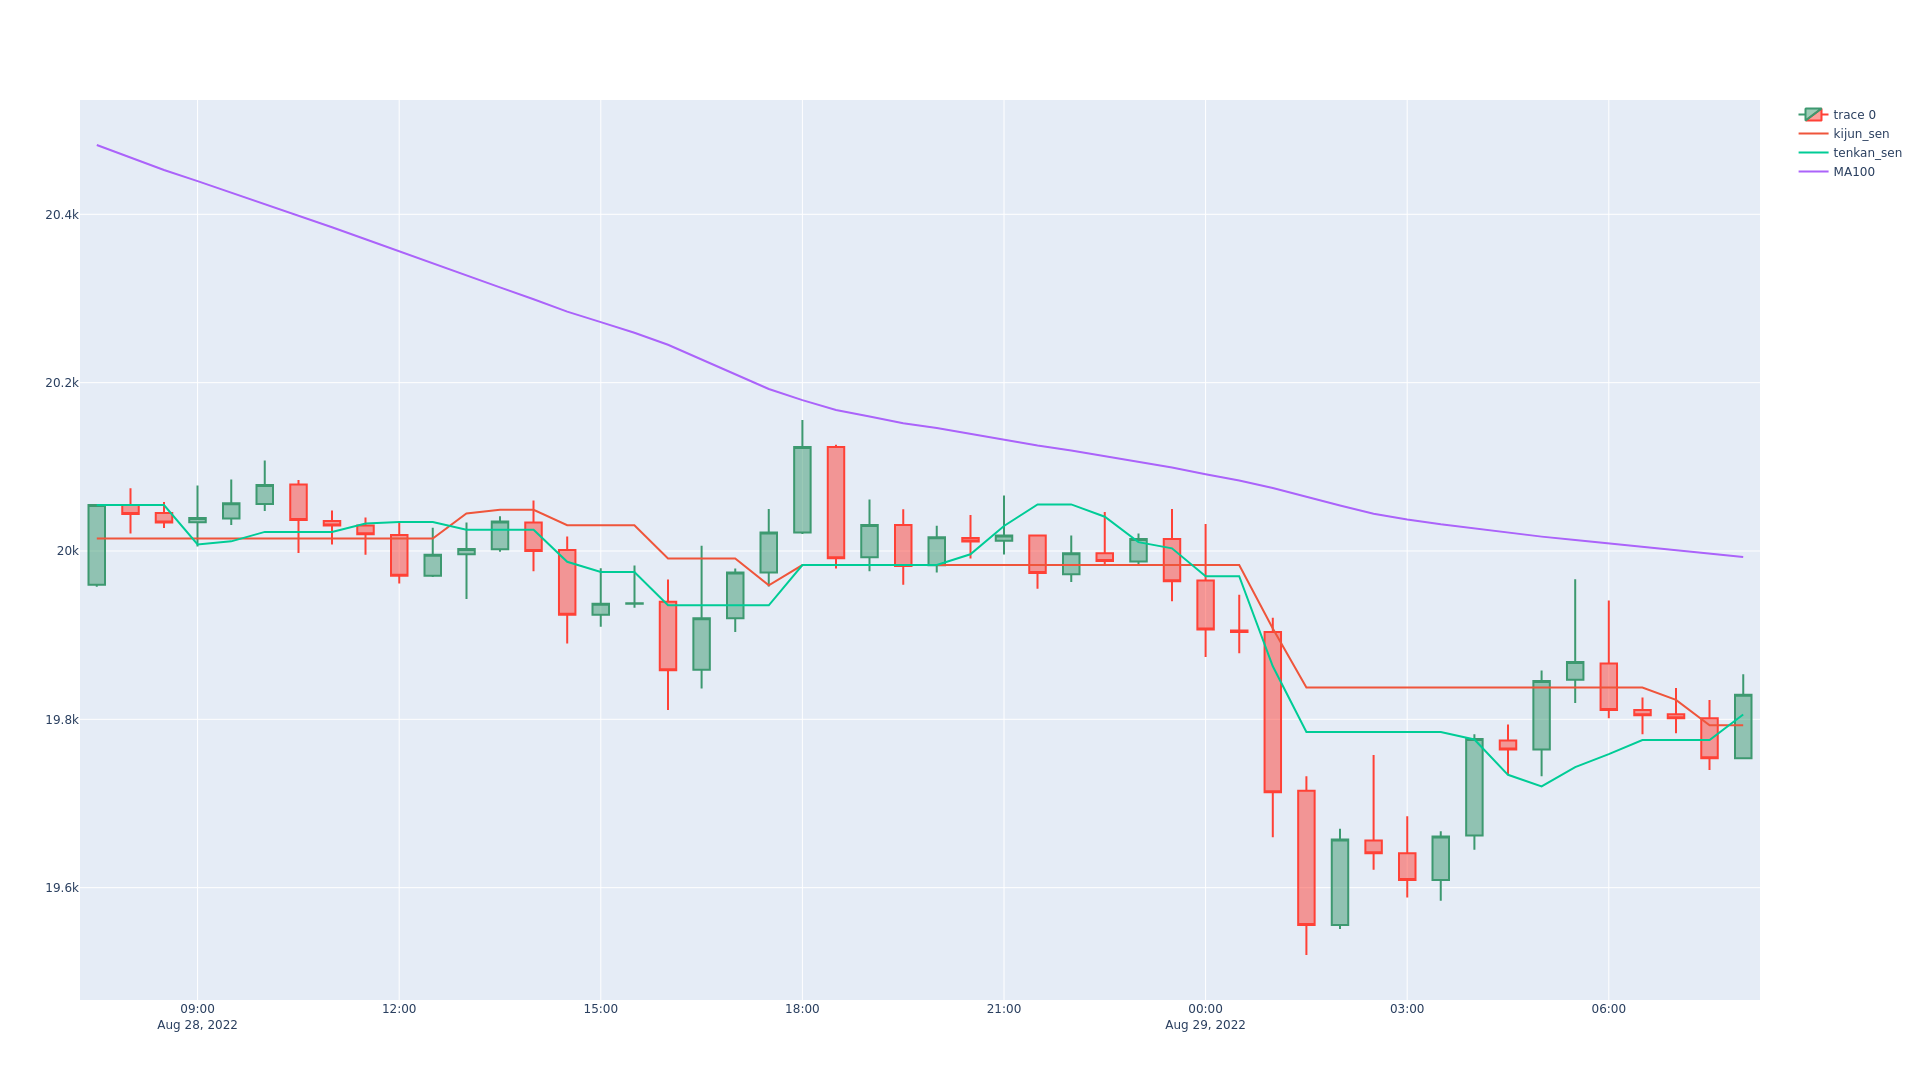 trace 0
kijun_sen
tenkan_sen
MA100
20.4k
20.2k
20k
19.8k
19.6k
09:00
Aug 28, 2022
12:00
15:00
18:00
21:00
00:00
Aug 29, 2022
03:00
06:00